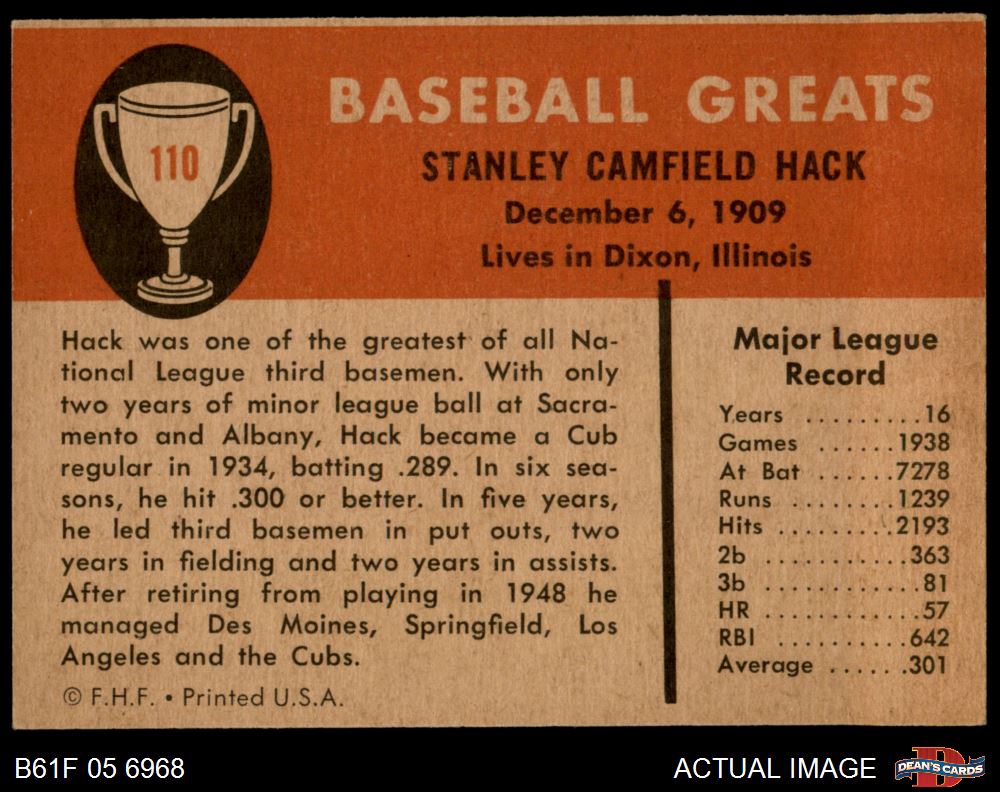 110
BASEBALL GREATS
STANLEY CAMFIELD HACK
December 6, 1909
Lives in Dixon, Illinois
Hack was one of the greatest of all Na-
tional League third basemen. With only
two years of minor league ball at Sacra-
mento and Albany, Hack became a Cub
regular in 1934, batting .289. In six sea-
sons, he hit .300 or better. In five years,
he led third basemen in put outs, two
years in fielding and two years in assists.
After retiring from playing in 1948 he
managed Des Moines, Springfield, Los
Angeles and the Cubs.
© F.H.F. • Printed U.S.A.
Major League
Record
Years .........16
Games ......1938
At Bat ......7278
Runs .......1239
Hits .........2193
2b ..........363
3b ...........81
HR ...........57
RBI .........642
Average ......301
B61F 05 6968
ACTUAL IMAGE
DEAN'S CARDS